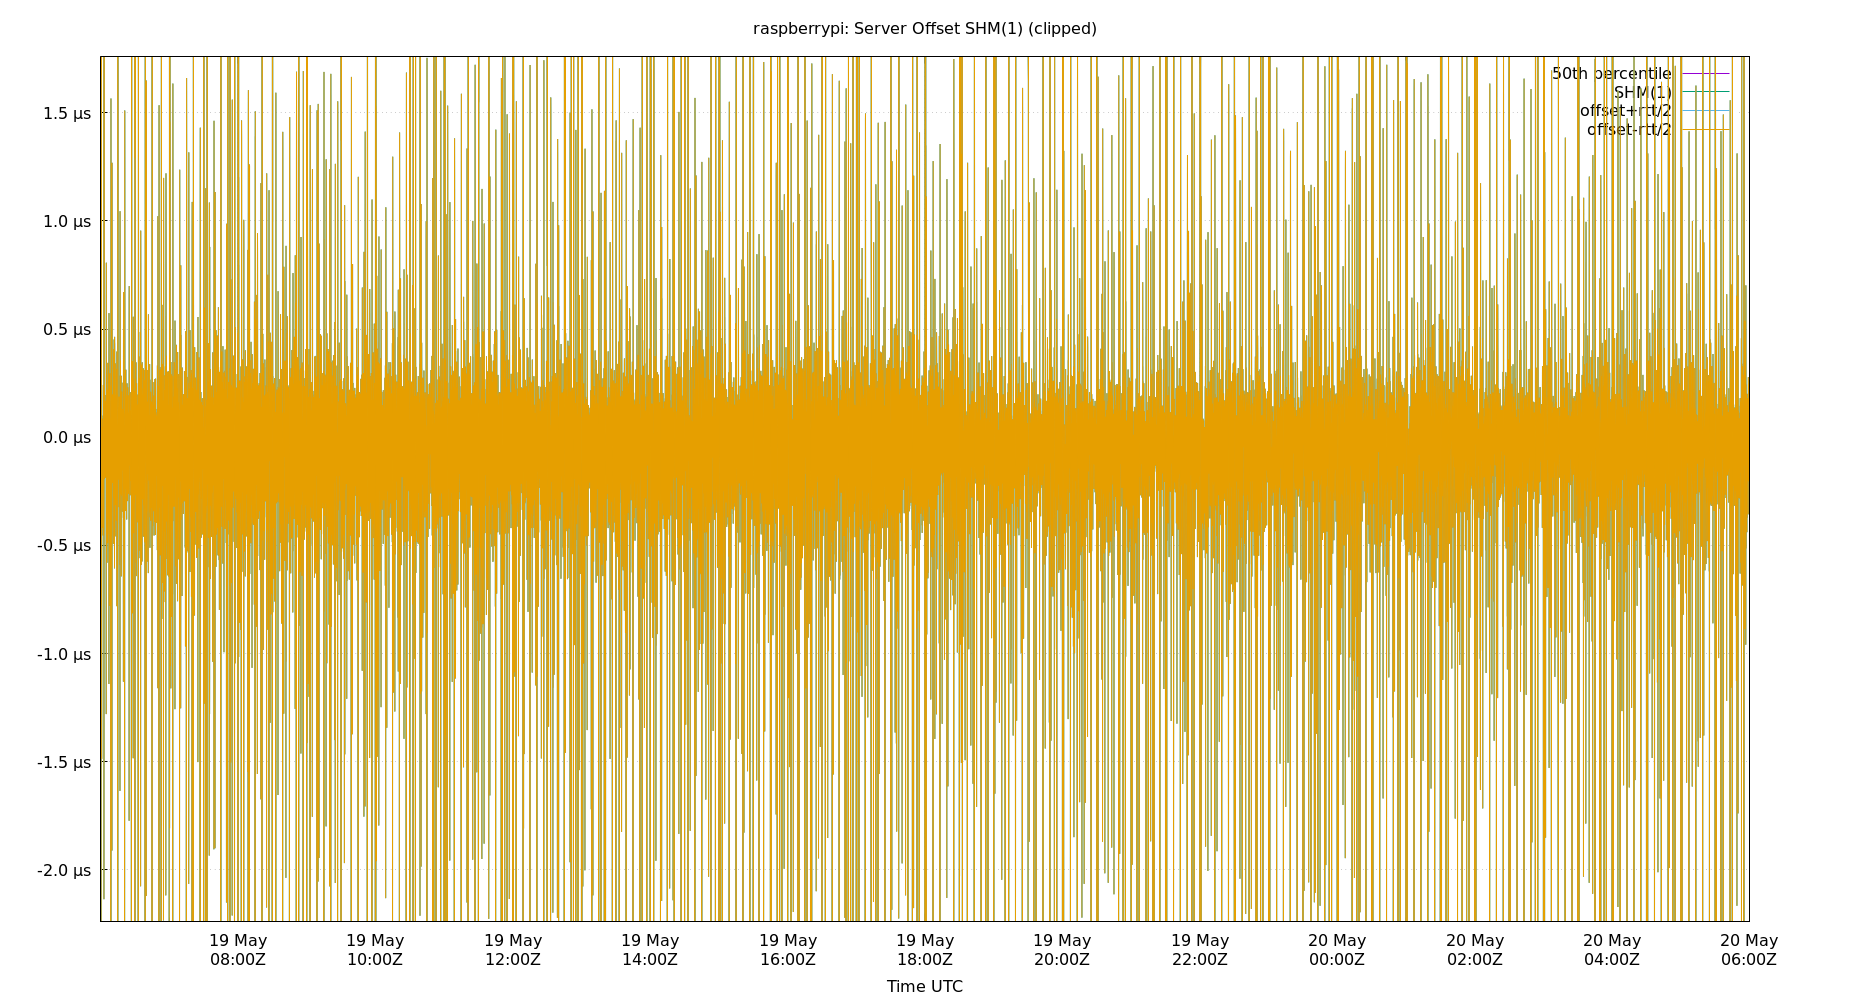 raspberrypi: Server Offset SHM(1) (clipped)
50th percentile
SHM(1)
offset+rtt/2
offset-rtt/2
1.5 µs
1.0 µs
0.5 µs
0.0 µs
-0.5 µs
-1.0 µs
-1.5 µs
-2.0 µs
19 May 19 May 19 May 19 May 19 May 19 May 19 May 19 May 20 May 20 May 20 May 20 May
08:00Z 10:00Z 12:00Z 14:00Z 16:00Z 18:00Z 20:00Z 22:00Z 00:00Z 02:00Z 04:00Z 06:00Z
Time UTC